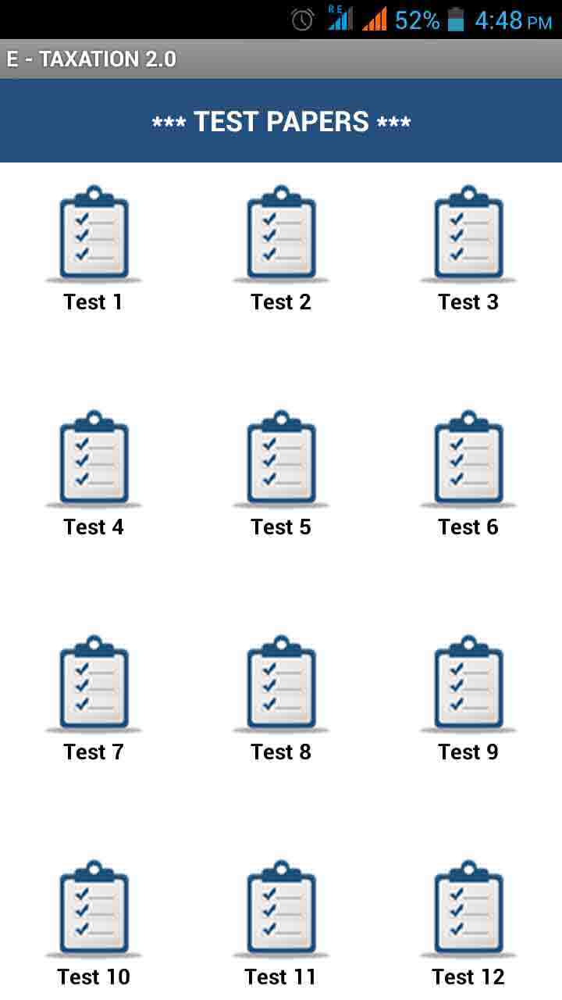 R E 52% 4:48 PM
E - TAXATION 2.0
*** TEST PAPERS ***
Test 1 Test 2 Test 3
Test 4 Test 5 Test 6
Test 7 Test 8 Test 9
Test 10 Test 11 Test 12